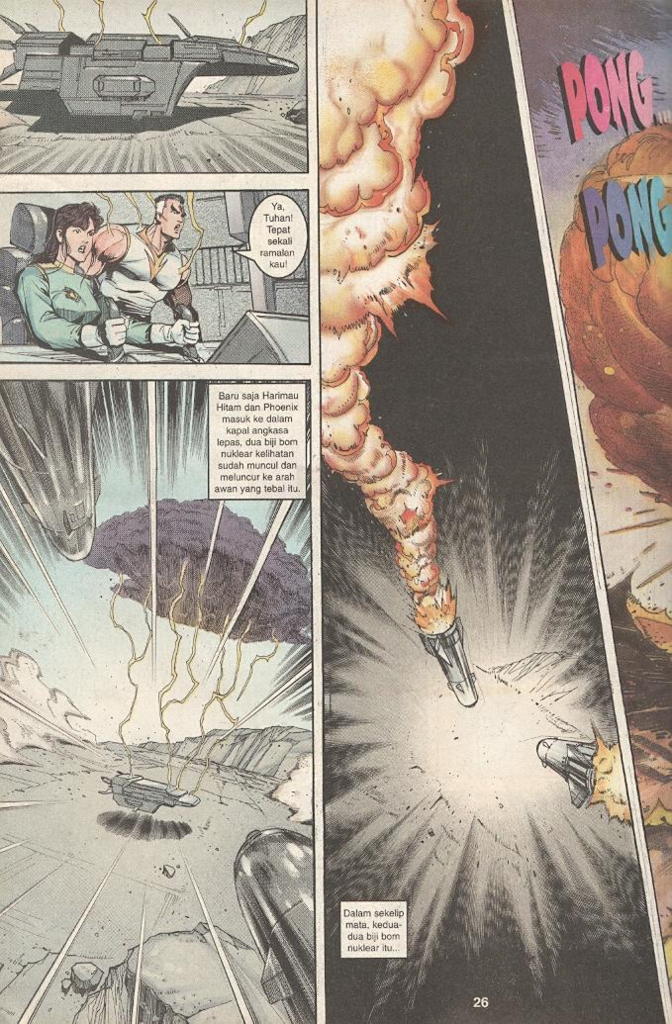 Ya,
Tuhan!
Tepat
sekali
ramalan
kau!
Baru saja Harimau
Hitam dan Phoenix
masuk ke dalam
kapal angkasa
lepas, dua biji bom
nuklear kelihatan
sudah muncul dan
meluncur ke arah
awan yang tebal itu.
Dalam sekelip
mata, kedua-
dua biji bom
nuklear itu...
PONG
PONG
26